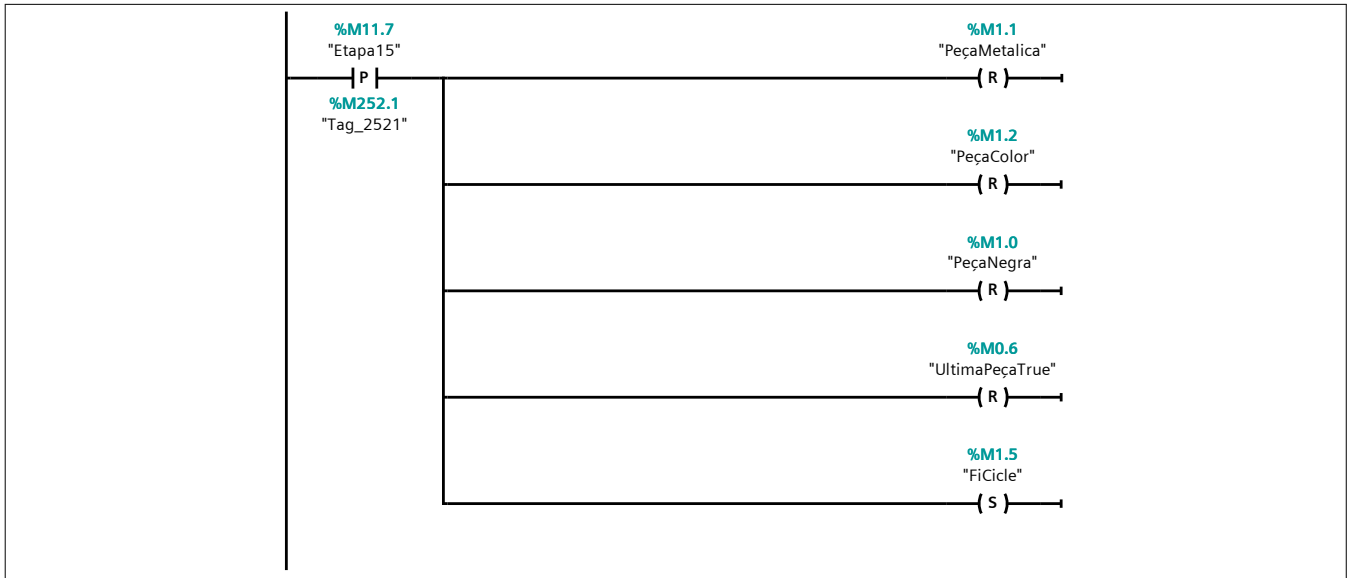 %M11.7
"Etapa15"
P
%M252.1
"Tag_2521"
%M1.1
"PeçaMetalica"
( R )
%M1.2
"PeçaColor"
( R )
%M1.0
"PeçaNegra"
( R )
%M0.6
"UltimaPeçaTrue"
( R )
%M1.5
"FiCicle"
( S )